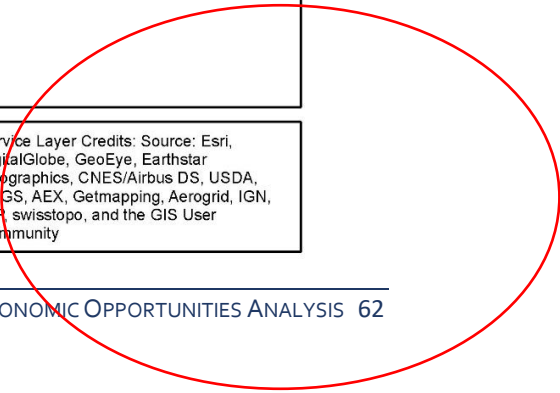 rvice Layer Credits: Source: Esri,
gitalGlobe, GeoEye, Earthstar
ographics, CNES/Airbus DS, USDA,
GS, AEX, Getmapping, Aerogrid, IGN,
P, swisstopo, and the GIS User
mmunity
ONOMIC OPPORTUNITIES ANALYSIS 62